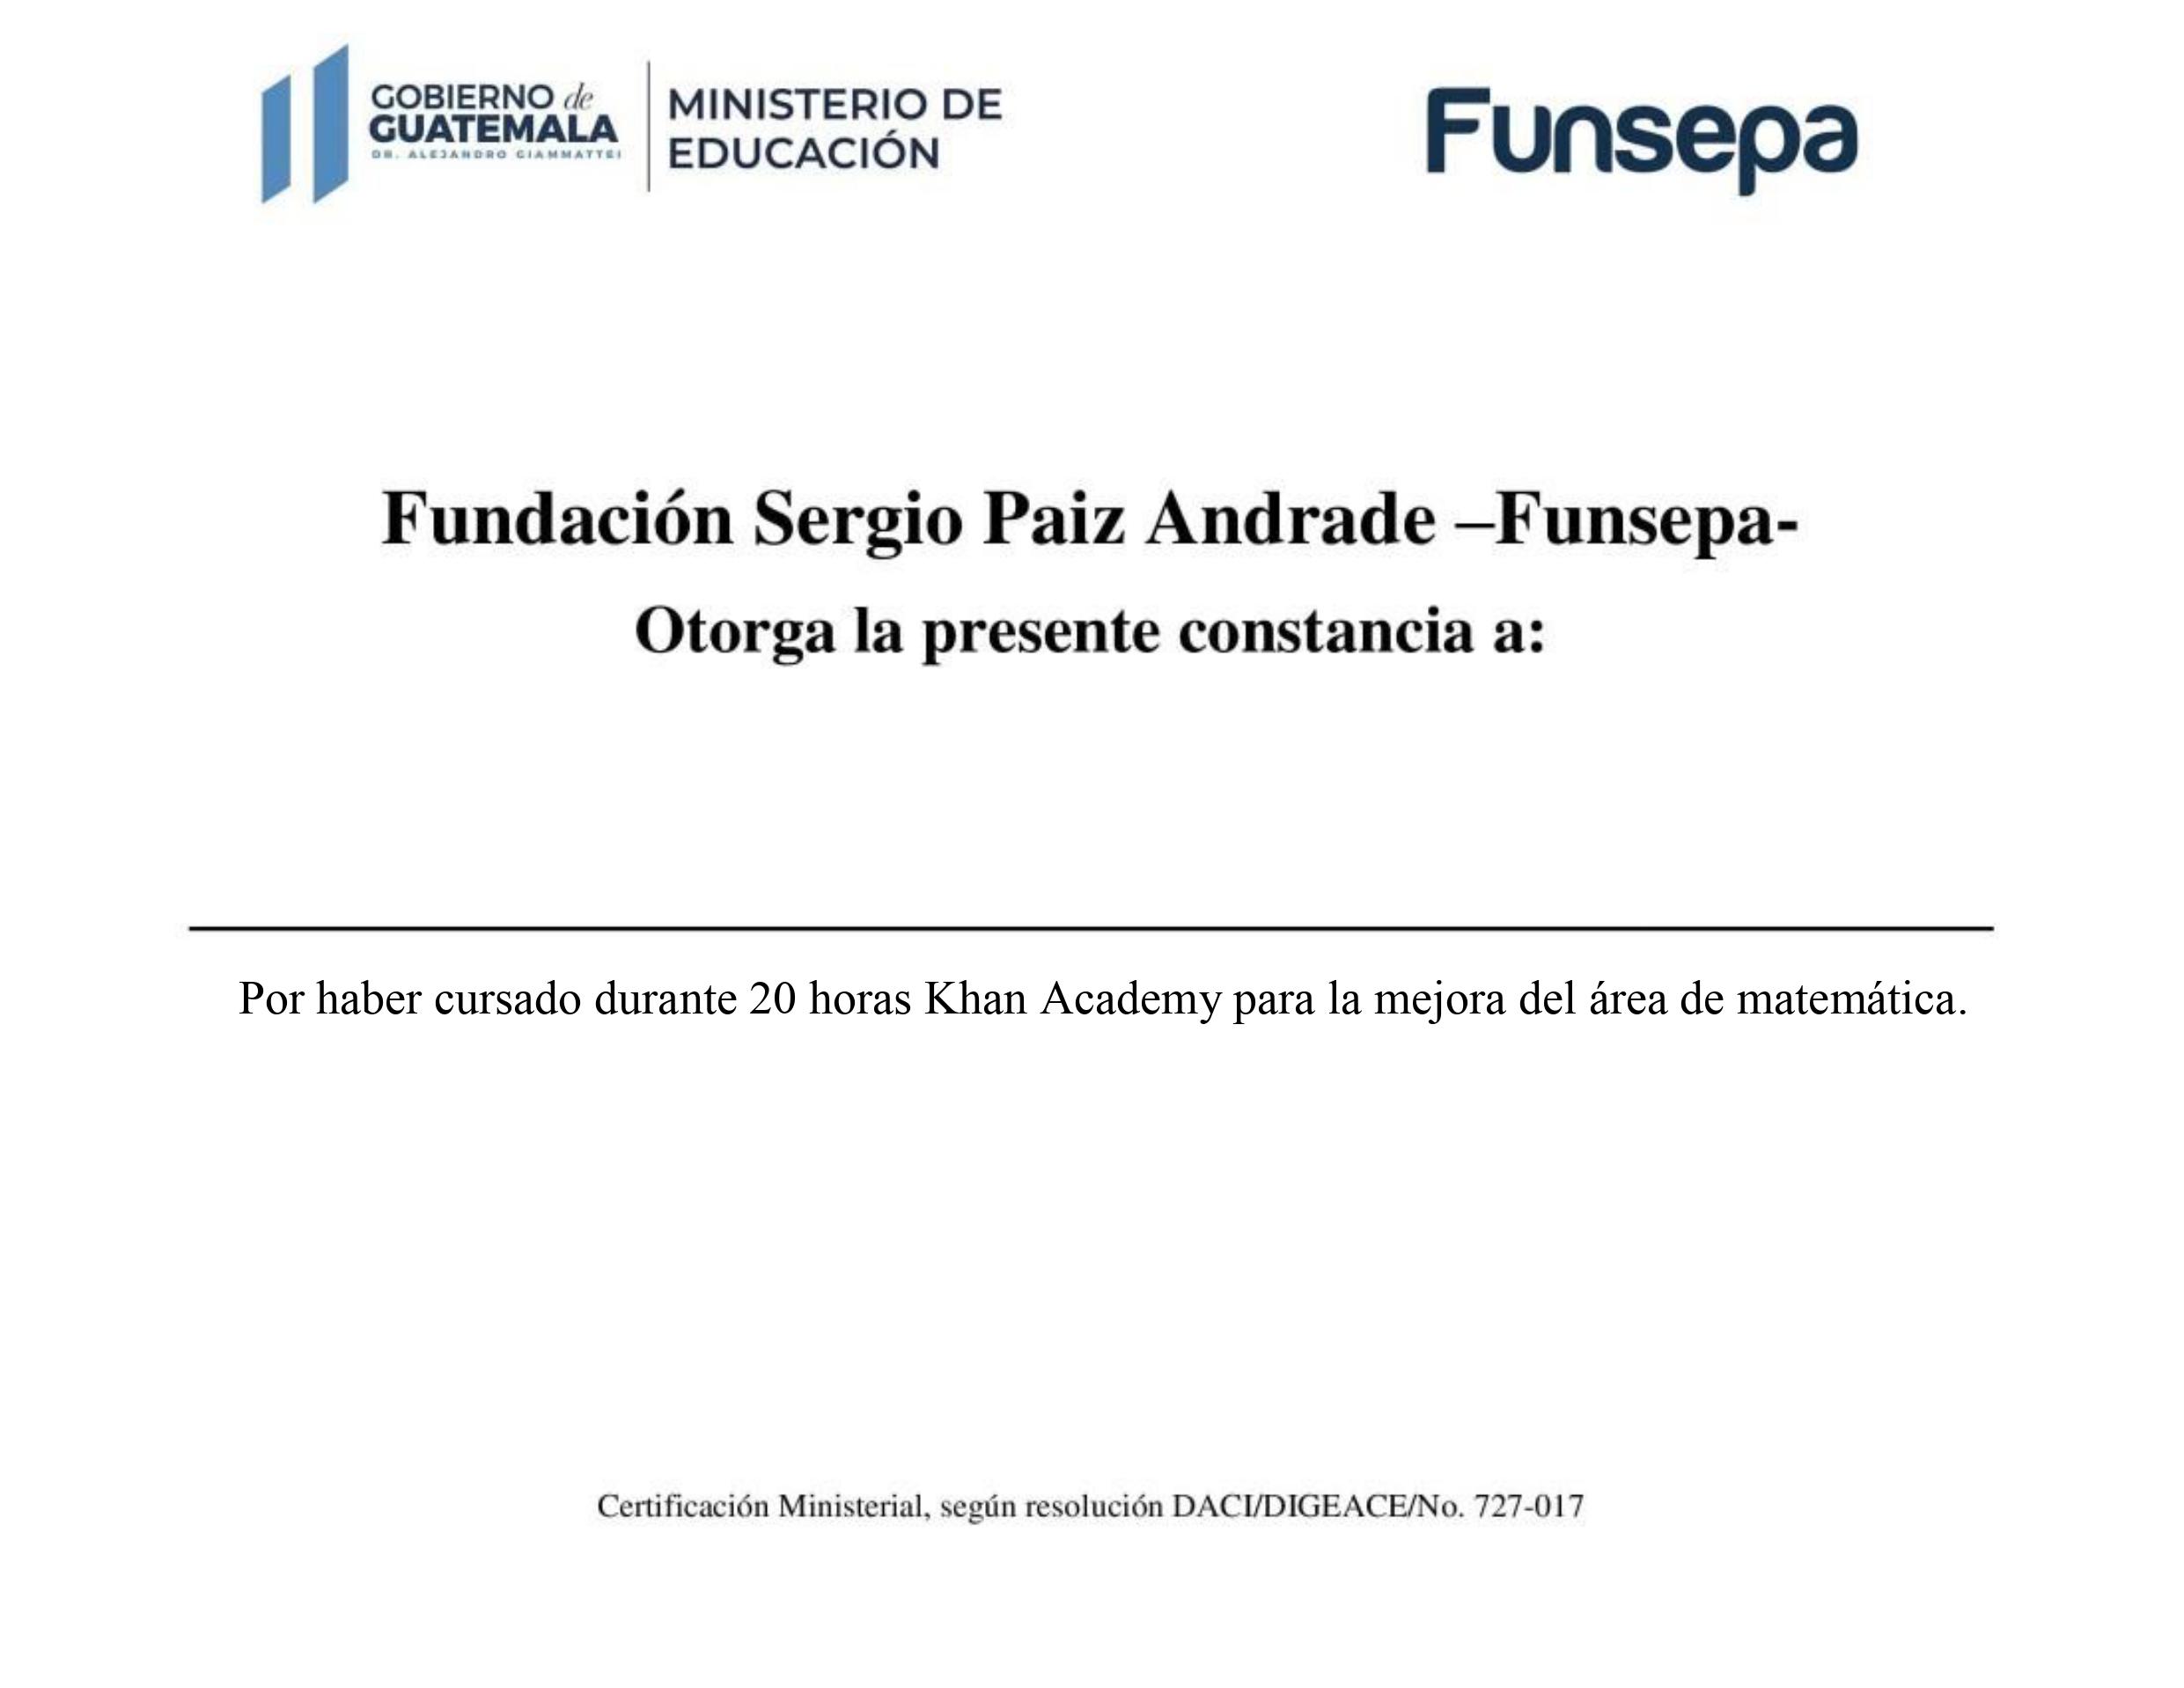 GOBIERNO de
GUATEMALA
DR. ALEJANDRO GIAMMATTEI
MINISTERIO DE
EDUCACIÓN
Funsepa
Fundación Sergio Paiz Andrade –Funsepa-
Otorga la presente constancia a:
Por haber cursado durante 20 horas Khan Academy para la mejora del área de matemática.
Certificación Ministerial, según resolución DACI/DIGEACE/No. 727-017